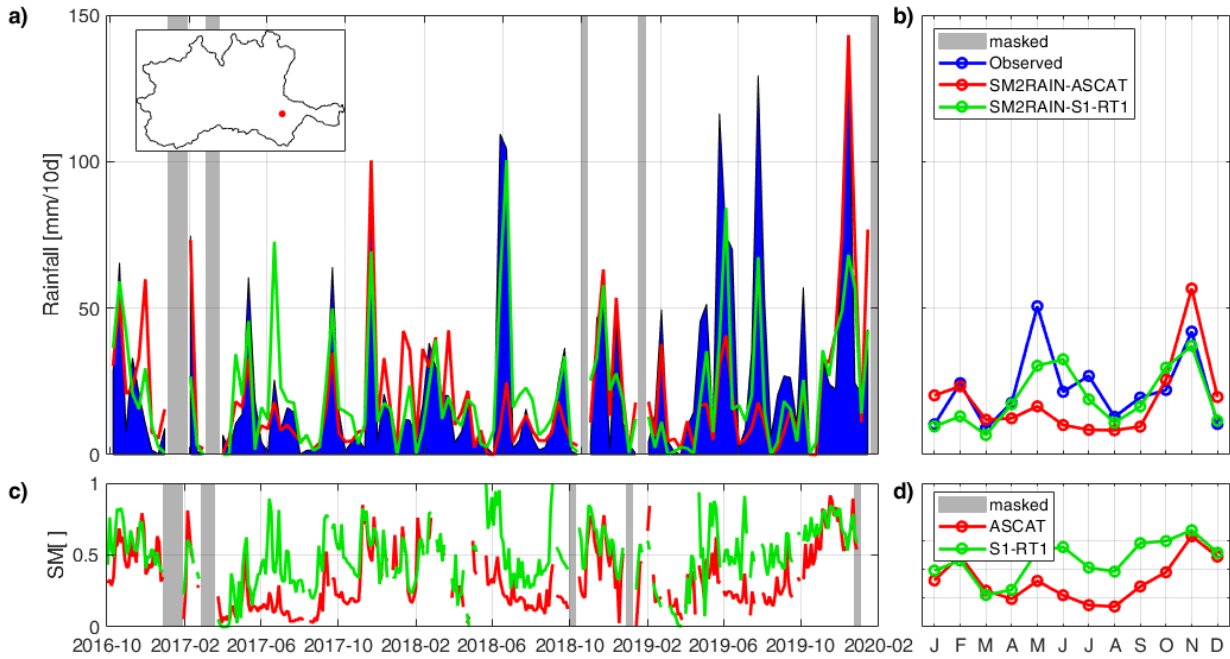 a)
150
100
50
0
Rainfall [mm/10d]
b)
masked
Observed
SM2RAIN-ASCAT
SM2RAIN-S1-RT1
c)
1
0.5
0
SM[ ]
2016-10 2017-02 2017-06 2017-10 2018-02 2018-06 2018-10 2019-02 2019-06 2019-10 2020-02
d)
masked
ASCAT
S1-RT1
J F M A M J J A S O N D